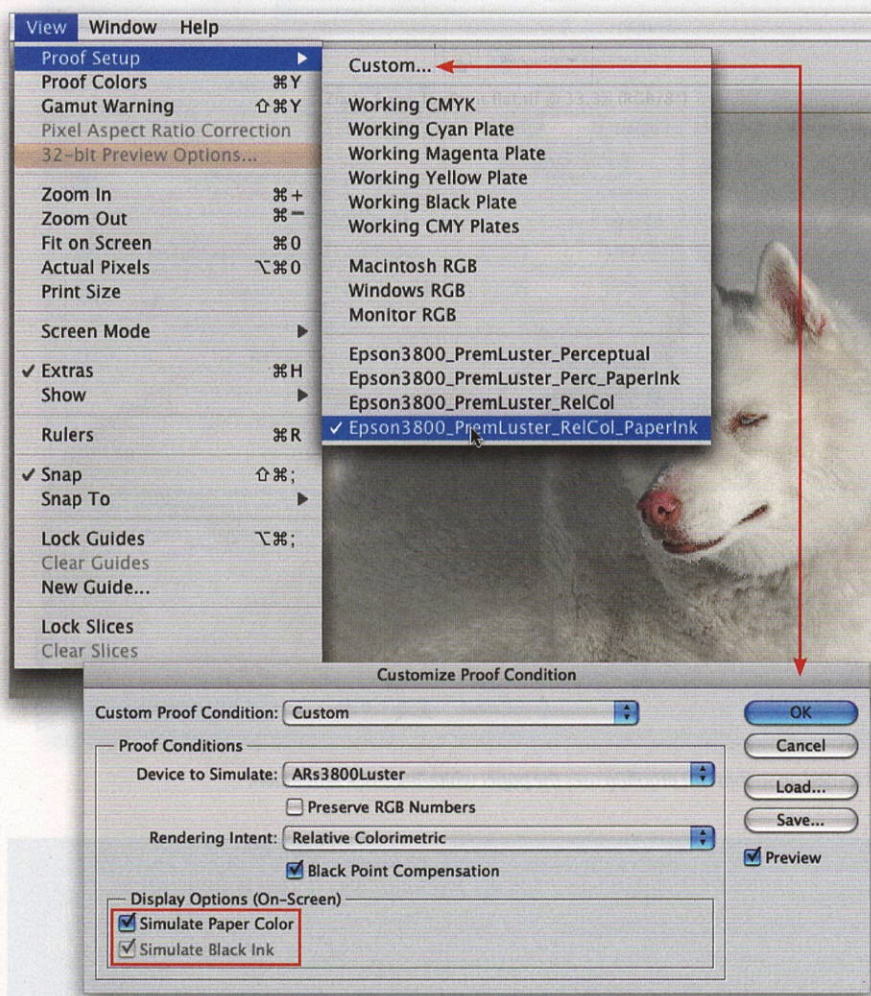 View Window Help
Proof Setup
Proof Colors ⌘Y
Gamut Warning ⇧⌘Y
Pixel Aspect Ratio Correction
32-bit Preview Options...
Zoom In ⌘+
Zoom Out ⌘−
Fit on Screen ⌘0
Actual Pixels ⌥⌘0
Print Size
Screen Mode
✓ Extras ⌘H
Show
Rulers ⌘R
✓ Snap ⇧⌘;
Snap To
Lock Guides ⌥⌘;
Clear Guides
New Guide...
Lock Slices
Clear Slices
Custom...
Working CMYK
Working Cyan Plate
Working Magenta Plate
Working Yellow Plate
Working Black Plate
Working CMY Plates
Macintosh RGB
Windows RGB
Monitor RGB
Epson3800_PremLuster_Perceptual
Epson3800_PremLuster_Perc_PaperInk
Epson3800_PremLuster_RelCol
✓ Epson3800_PremLuster_RelCol_PaperInk
Customize Proof Condition
Custom Proof Condition: Custom
Proof Conditions
Device to Simulate: ARs3800Luster
Preserve RGB Numbers
Rendering Intent: Relative Colorimetric
Black Point Compensation
Display Options (On-Screen)
Simulate Paper Color
Simulate Black Ink
OK
Cancel
Load...
Save...
Preview